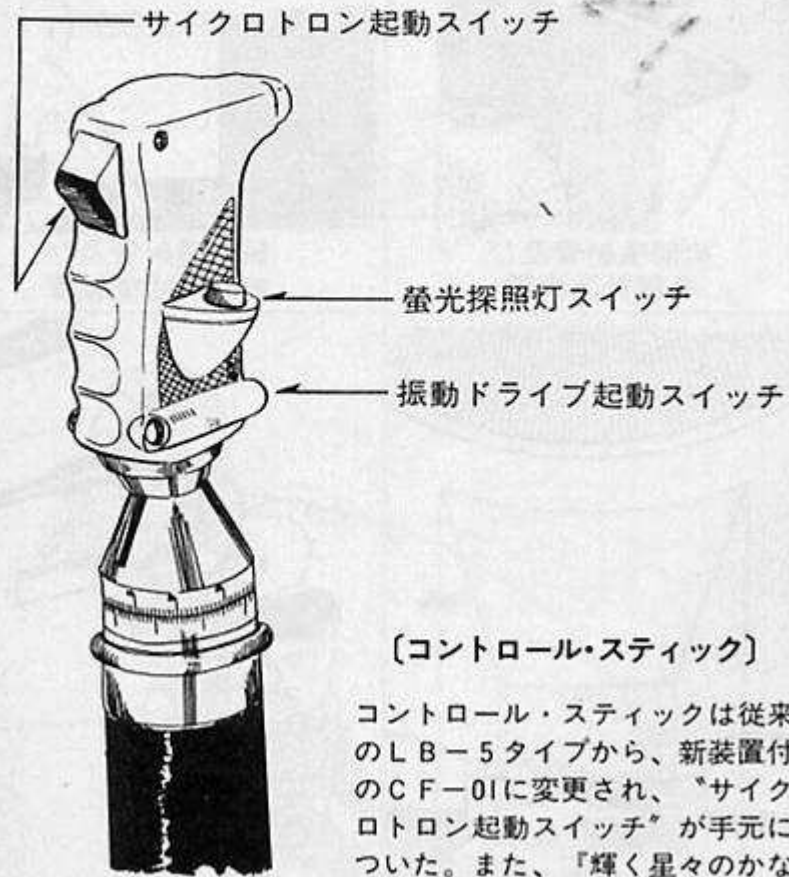 サイクロトロン起動スイッチ
螢光探照灯スイッチ
振動ドライブ起動スイッチ
〔コントロール・スティック〕
コントロール・スティックは従来
のLB－5タイプから、新装置付
のCF－01に変更され、〝サイク
ロトロン起動スイッチ〟が手元に
ついた。また、『輝く星々のかな